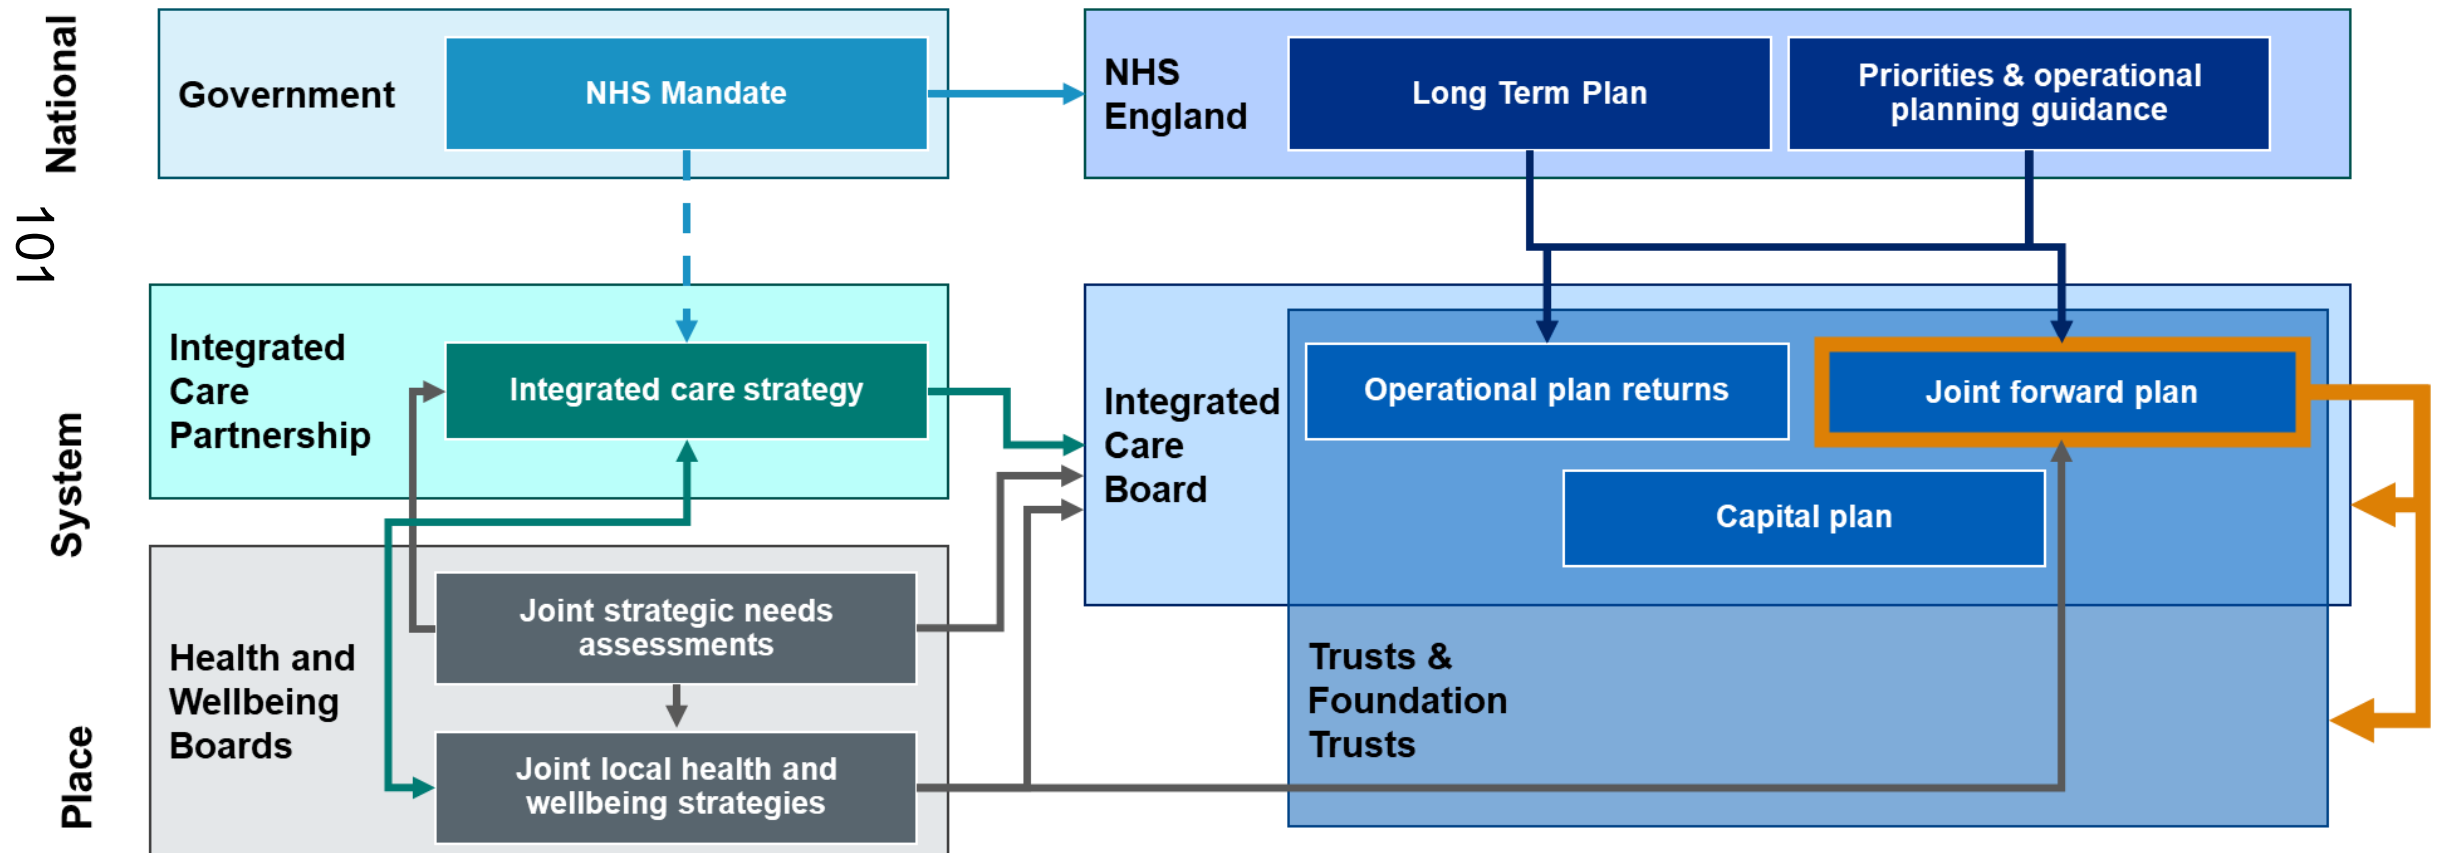 National
Government
NHS Mandate
NHS
England
Long Term Plan
Priorities & operational
planning guidance
101
System
Integrated
Care
Partnership
Integrated care strategy
Integrated
Care
Board
Operational plan returns
Joint forward plan
Capital plan
Place
Health and
Wellbeing
Boards
Joint strategic needs
assessments
Joint local health and
wellbeing strategies
Trusts &
Foundation
Trusts